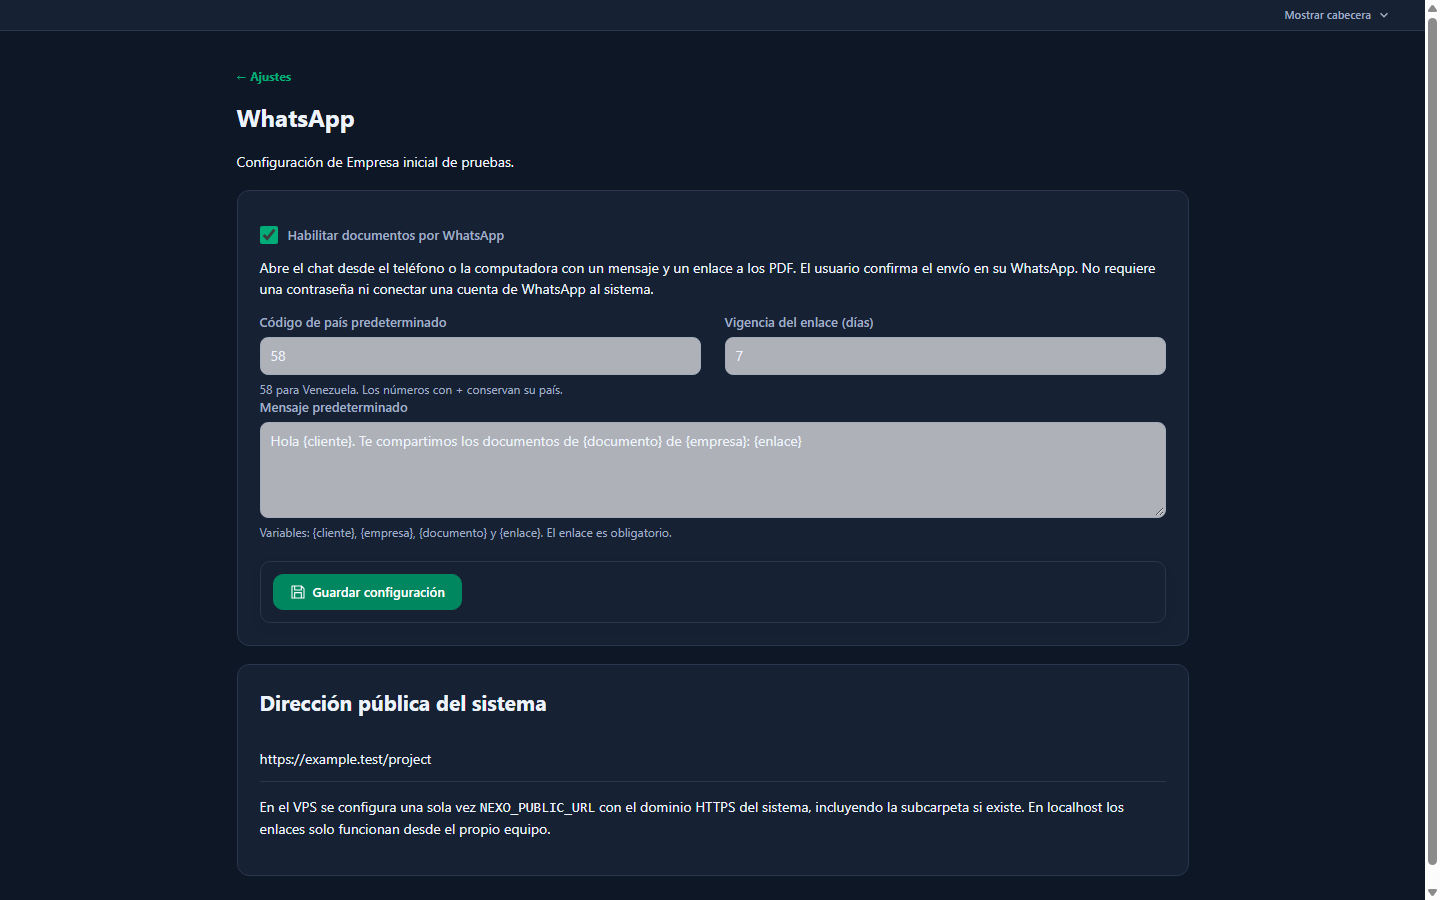 Mostrar cabecera
← Ajustes
WhatsApp
Configuración de Empresa inicial de pruebas.
Habilitar documentos por WhatsApp
Abre el chat desde el teléfono o la computadora con un mensaje y un enlace a los PDF. El usuario confirma el envío en su WhatsApp. No requiere
una contraseña ni conectar una cuenta de WhatsApp al sistema.
Código de país predeterminado
58
58 para Venezuela. Los números con + conservan su país.
Vigencia del enlace (días)
7
Mensaje predeterminado
Hola {cliente}. Te compartimos los documentos de {documento} de {empresa}: {enlace}
Variables: {cliente}, {empresa}, {documento} y {enlace}. El enlace es obligatorio.
Guardar configuración
Dirección pública del sistema
https://example.test/project
En el VPS se configura una sola vez NEXO_PUBLIC_URL con el dominio HTTPS del sistema, incluyendo la subcarpeta si existe. En localhost los
enlaces solo funcionan desde el propio equipo.